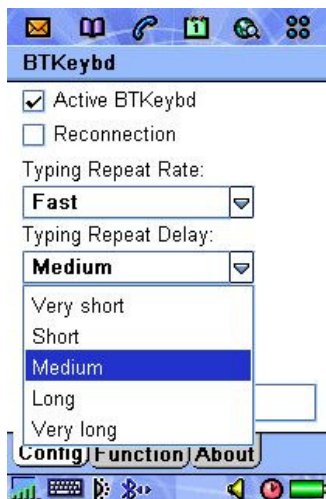 1
BTKeybd
Active BTKeybd
Reconnection
Typing Repeat Rate:
Fast
Typing Repeat Delay:
Medium
Very short
Short
Medium
Long
Very long
Config Function About